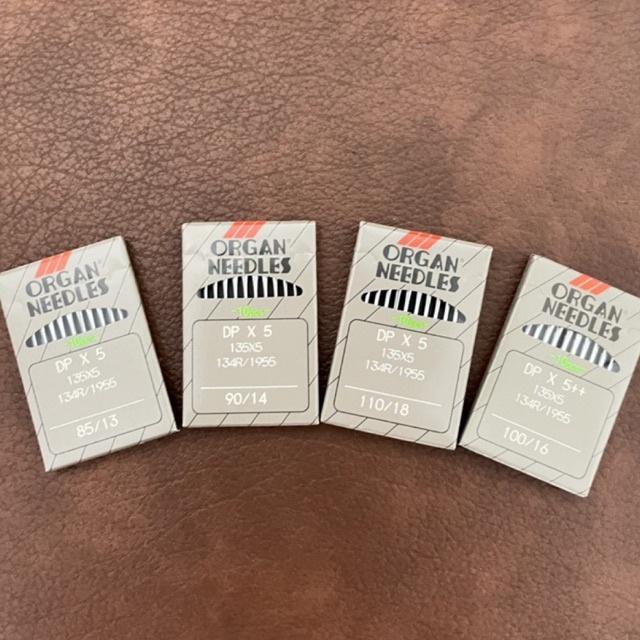 ORGAN®
NEEDLES
DP X 5
135X5
134R/1955
85/13
ORGAN®
NEEDLES
DP X 5
135X5
134R/1955
90/14
ORGAN®
NEEDLES
DP X 5
135X5
134R/1955
110/18
ORGAN®
NEEDLES
DP X 5++
135X5
134R/1955
100/16